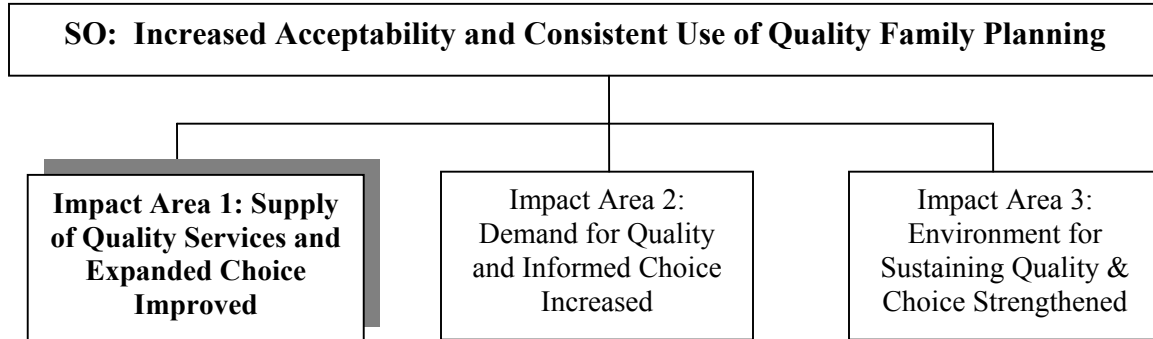 SO: Increased Acceptability and Consistent Use of Quality Family Planning
Impact Area 1: Supply
of Quality Services and
Expanded Choice
Improved
Impact Area 2:
Demand for Quality
and Informed Choice
Increased
Impact Area 3:
Environment for
Sustaining Quality &
Choice Strengthened